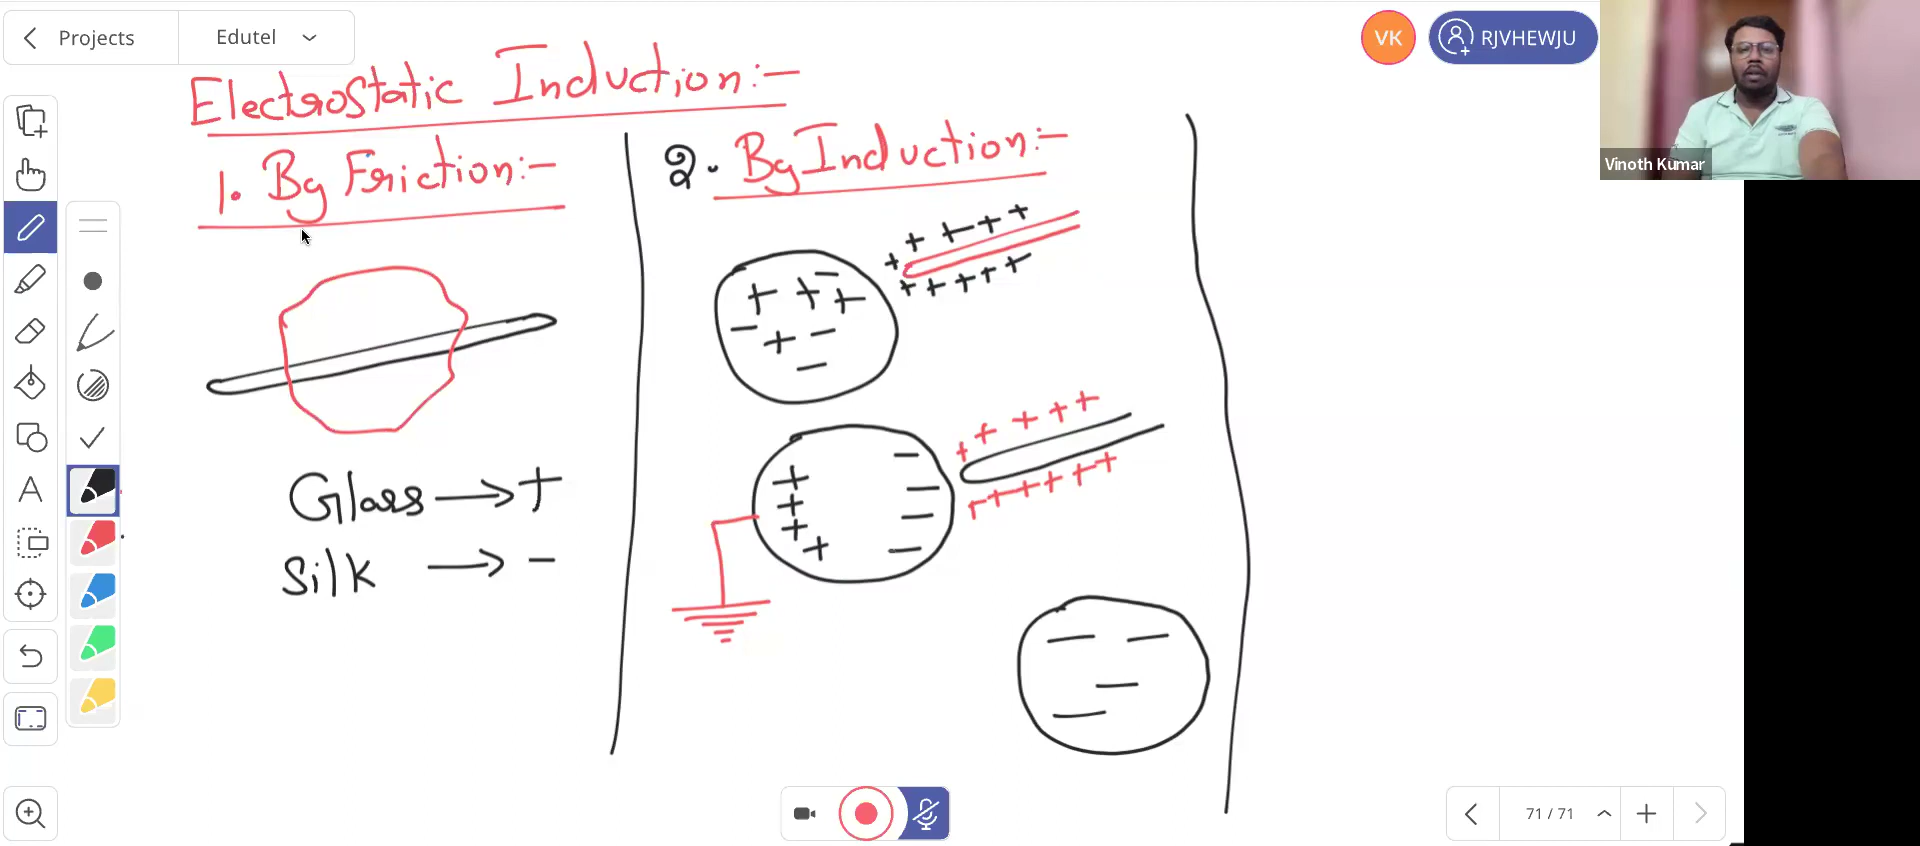 Projects
Edutel
VK
RJVHEWJU
Vinoth Kumar
Electrostatic Induction:-
1. By Friction:-
Glass → +
Silk → -
2. By Induction:-
+ + + + +
+ + + + +
+ + - +
- + -
-
+ + + + +
+ + + + + +
+ -
+ -
+ -
+ -
- -
-
-
A
71 / 71